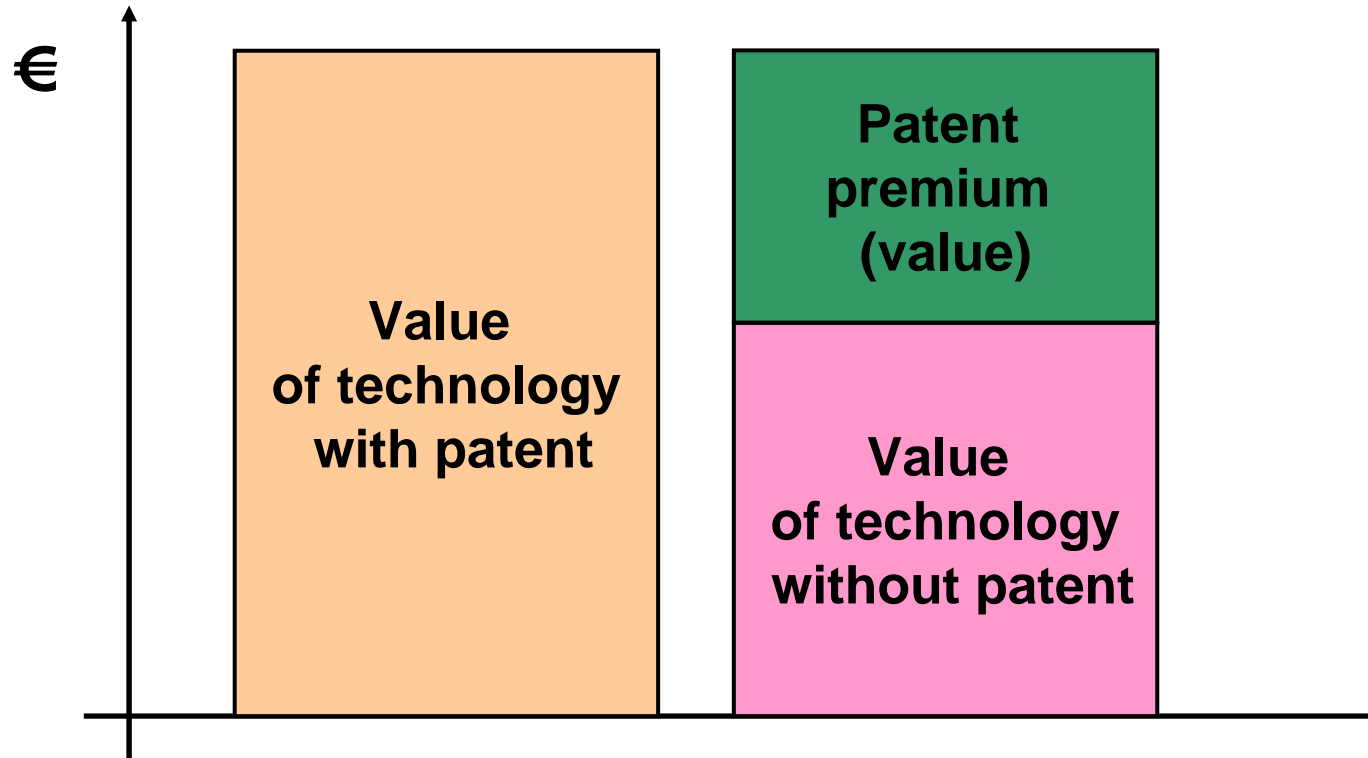 €
Value
of technology
with patent
Patent
premium
(value)
Value
of technology
without patent